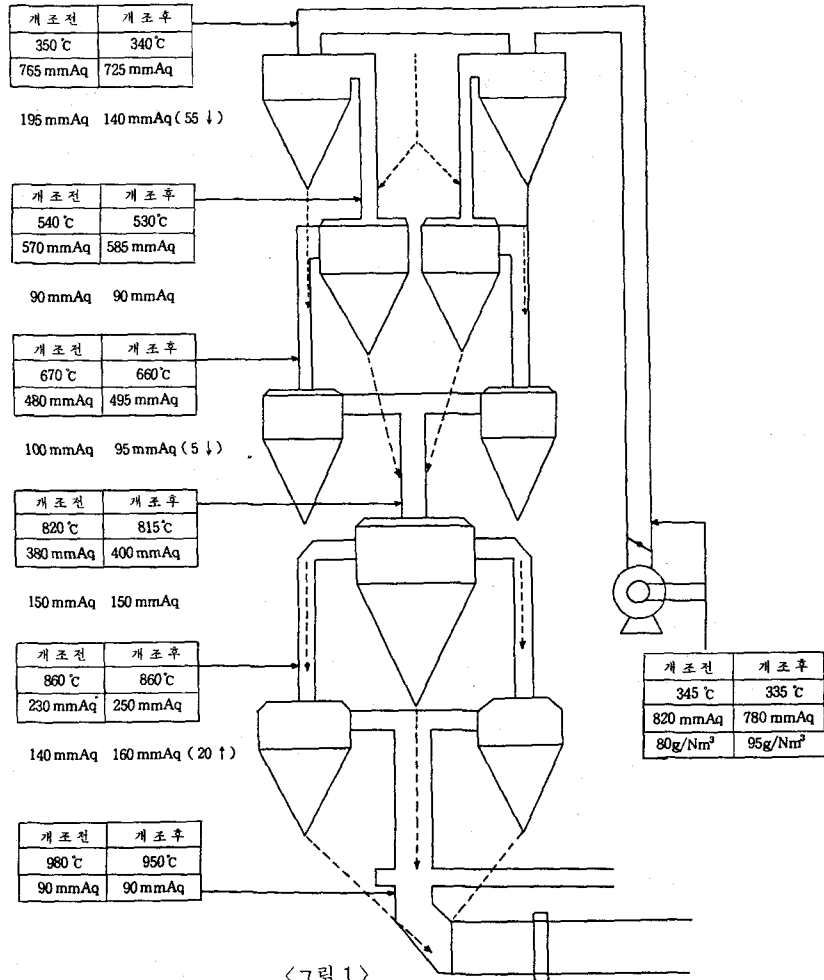 개조전 개조후
350℃ 340℃
765 mmAq 725 mmAq
195 mmAq 140 mmAq ( 55 ↓ )
개조전 개조후
540℃ 530℃
570 mmAq 585 mmAq
90 mmAq 90 mmAq
개조전 개조후
670℃ 660℃
480 mmAq 495 mmAq
100 mmAq 95 mmAq ( 5 ↓ )
개조전 개조후
820℃ 815℃
380 mmAq 400 mmAq
150 mmAq 150 mmAq
개조전 개조후
860℃ 860℃
230 mmAq 250 mmAq
140 mmAq 160 mmAq ( 20 ↑ )
개조전 개조후
980℃ 950℃
90 mmAq 90 mmAq
개조전 개조후
345℃ 335℃
820 mmAq 780 mmAq
80g/Nm³ 95g/Nm³
〈그림 1〉